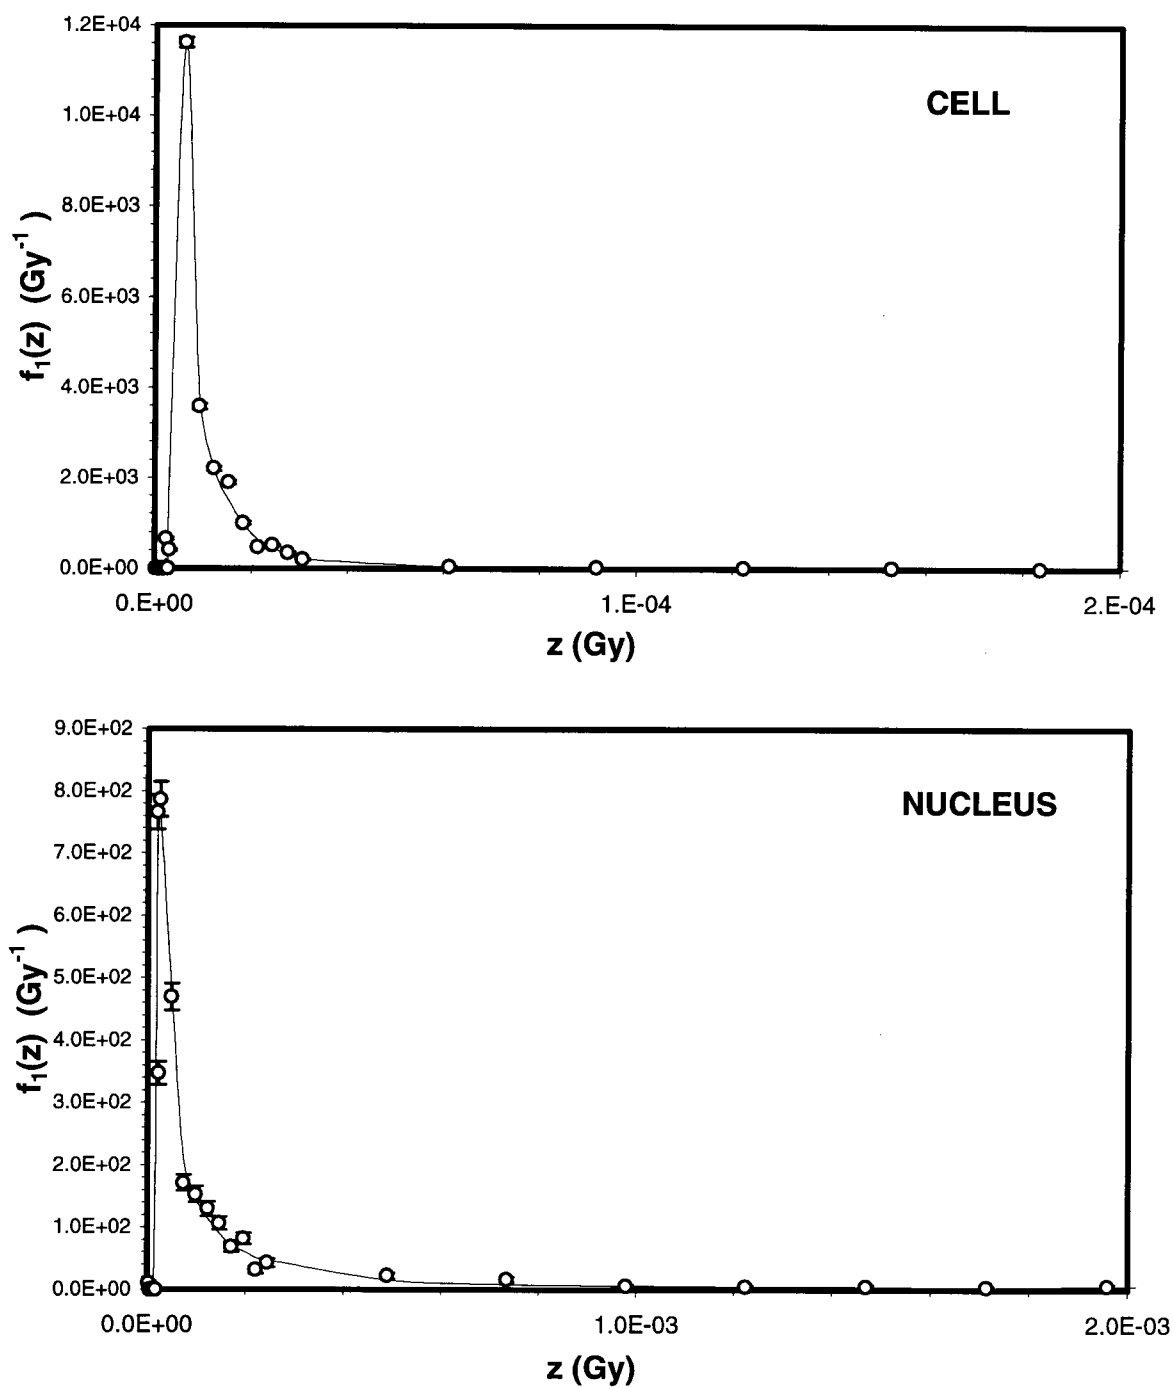 1.2E+04
1.0E+04
8.0E+03
6.0E+03
4.0E+03
2.0E+03
0.0E+00
f₁(z) (Gy⁻¹)
CELL
0.E+00 1.E-04 2.E-04
z (Gy)
9.0E+02
8.0E+02
7.0E+02
6.0E+02
5.0E+02
4.0E+02
3.0E+02
2.0E+02
1.0E+02
0.0E+00
f₁(z) (Gy⁻¹)
NUCLEUS
0.0E+00 1.0E-03 2.0E-03
z (Gy)